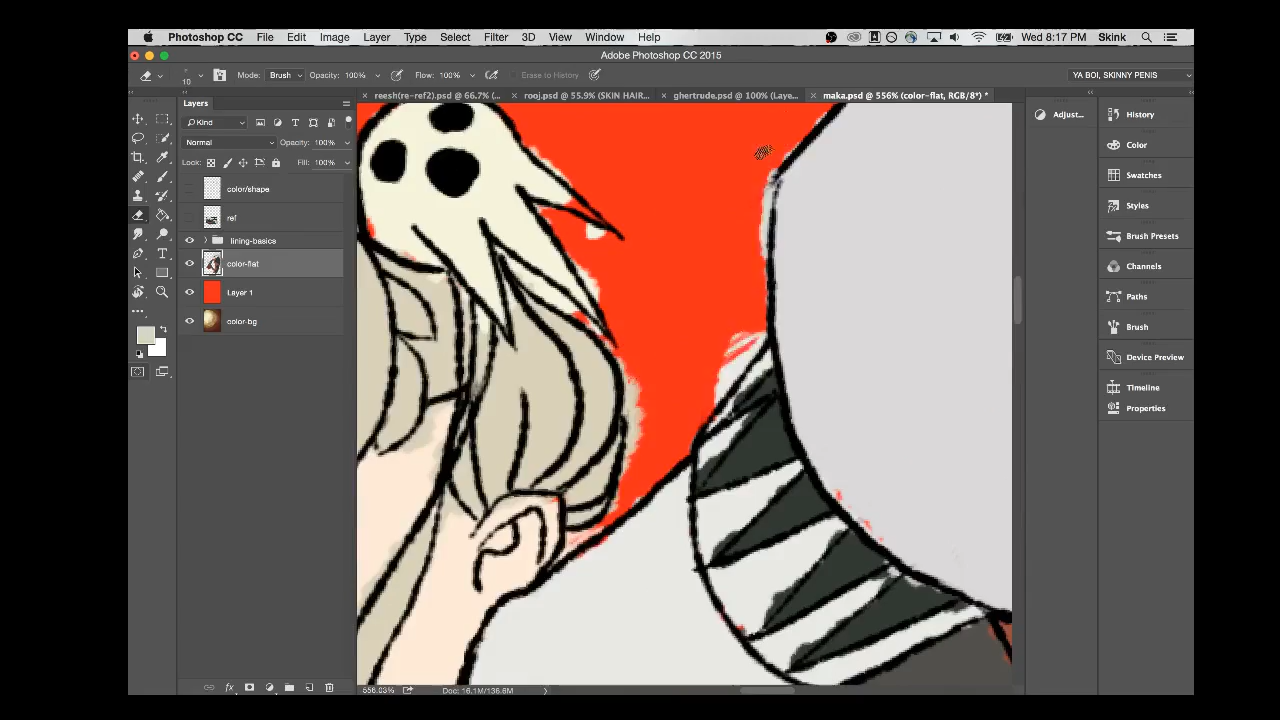 Photoshop CC File Edit Image Layer Type Select Filter 3D View Window Help Wed 8:17 PM Skink
Adobe Photoshop CC 2015
10 Mode: Brush Opacity: 100% Flow: 100% Erase to History YA BOI, SKINNY PENIS
× reesh(re-ref2).psd @ 66.7% (... × rooj.psd @ 55.9% (SKIN HAIR... × ghertrude.psd @ 100% (Laye... × maka.psd @ 556% (color-flat, RGB/8*) *
Layers
Kind
Normal Opacity: 100%
Lock: Fill: 100%
color/shape
ref
lining-basics
color-flat
Layer 1
color-bg
Adjust...
History
Color
Swatches
Styles
Brush Presets
Channels
Paths
Brush
Device Preview
Timeline
Properties
fx
556.03% Doc: 16.1M/136.6M